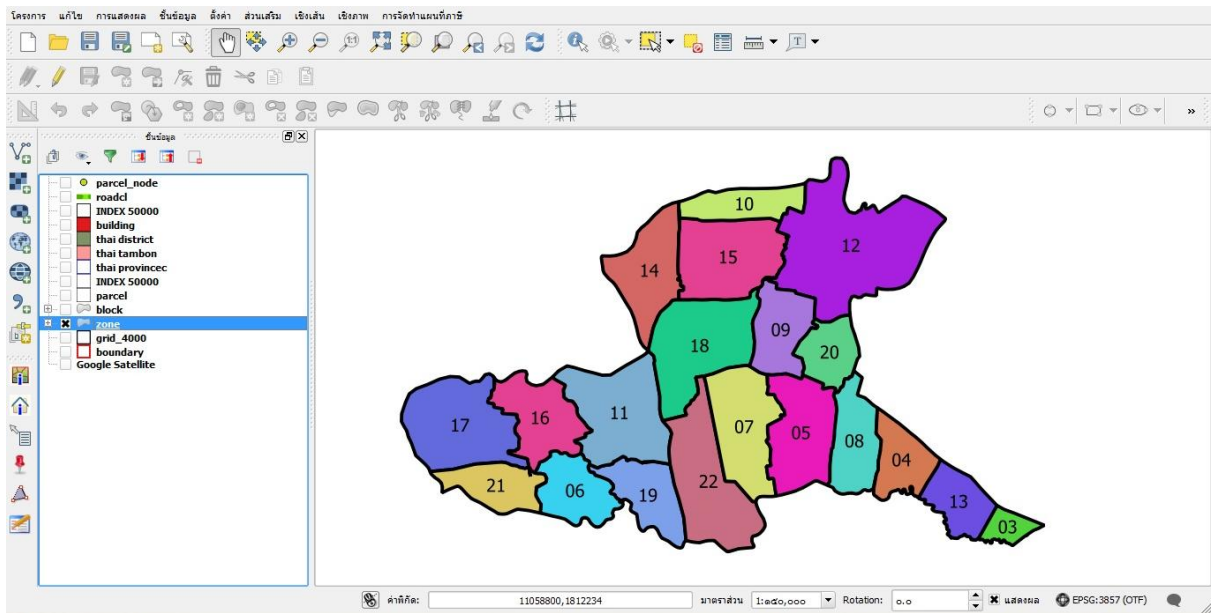 โครงการ แก้ไข การแสดงผล ชั้นข้อมูล ตั้งค่า ส่วนเสริม เชิงเส้น เชิงภาพ การจัดทำแผนที่ภาษี
1:1
T
»
ชั้นข้อมูล
parcel_node
roadcl
INDEX 50000
building
thai district
thai tambon
thai provincec
INDEX 50000
parcel
block
zone
grid_4000
boundary
Google Satellite
10
12
15
14
09
18
20
11
16
17
07
05
08
04
22
21
06
19
13
03
ค่าพิกัด: 11058800,1812234 มาตราส่วน 1:๑๕๐,๐๐๐ Rotation: ๐.๐ แสดงผล EPSG:3857 (OTF)